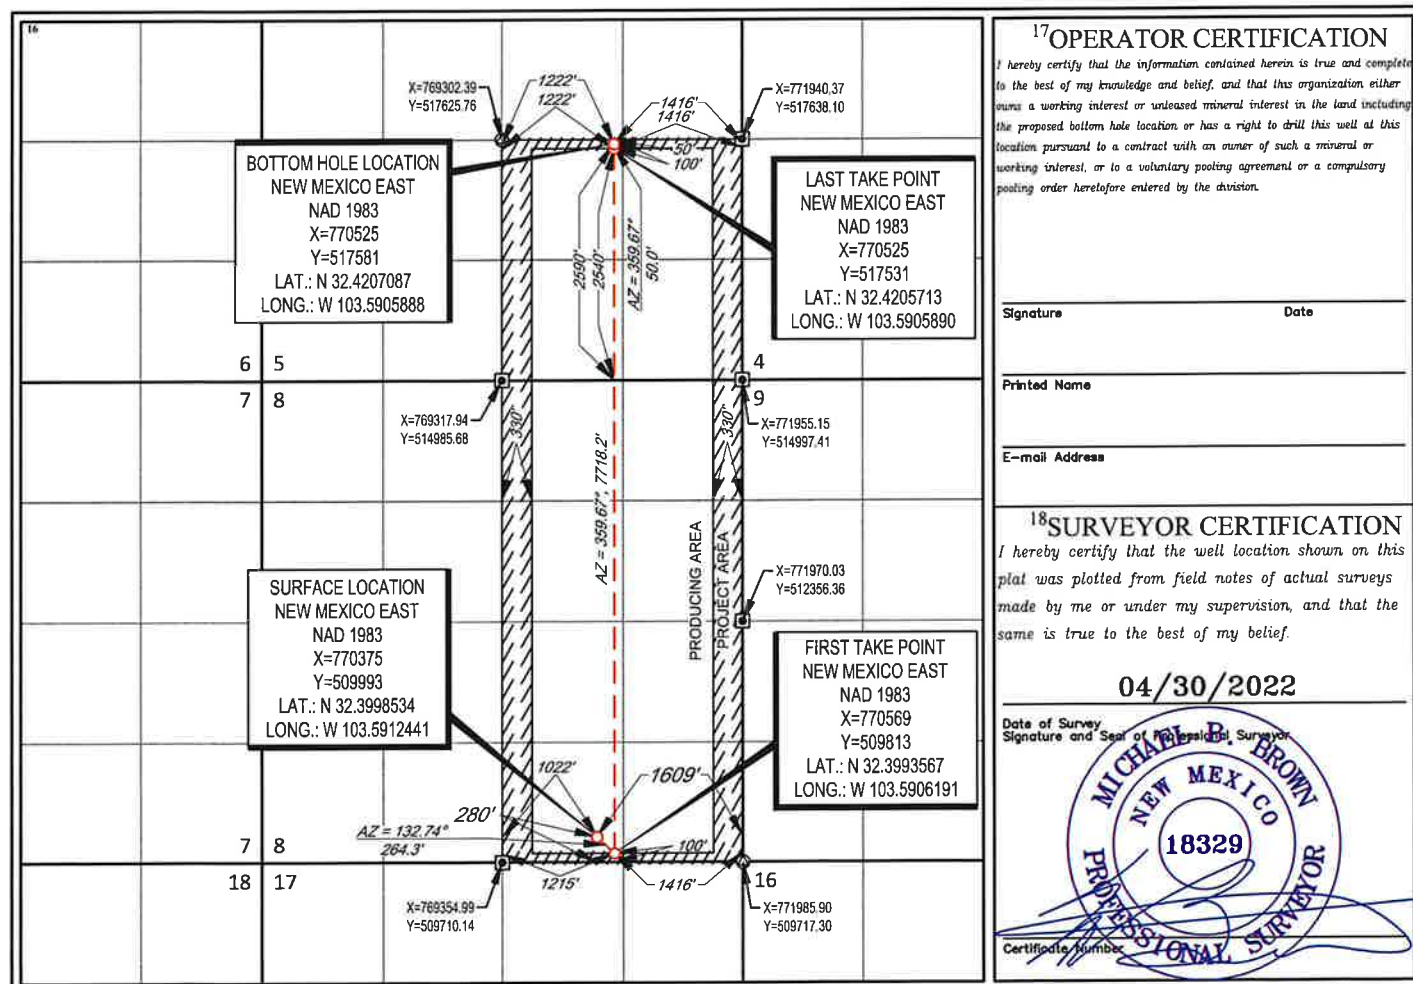 16
X=769302.39
Y=517625.76
1222'
1222'
1416'
1416'
X=771940.37
Y=517638.10
50'
100'
BOTTOM HOLE LOCATION
NEW MEXICO EAST
NAD 1983
X=770525
Y=517581
LAT.: N 32.4207087
LONG.: W 103.5905888
LAST TAKE POINT
NEW MEXICO EAST
NAD 1983
X=770525
Y=517531
LAT.: N 32.4205713
LONG.: W 103.5905890
2590'
2540'
AZ = 359.67°
50.0'
6 5
7 8
4
9
X=769317.94
Y=514985.68
X=771955.15
Y=514997.41
330'
330'
AZ = 359.67°, 7718.2'
PRODUCING AREA
PROJECT AREA
X=771970.03
Y=512356.36
SURFACE LOCATION
NEW MEXICO EAST
NAD 1983
X=770375
Y=509993
LAT.: N 32.3998534
LONG.: W 103.5912441
FIRST TAKE POINT
NEW MEXICO EAST
NAD 1983
X=770569
Y=509813
LAT.: N 32.3993567
LONG.: W 103.5906191
1022'
1609'
280'
AZ = 132.74°
264.3'
100'
7 8
18 17
1215'
1416'
16
X=769354.99
Y=509710.14
X=771985.90
Y=509717.30
17OPERATOR CERTIFICATION
I hereby certify that the information contained herein is true and complete
to the best of my knowledge and belief, and that this organization either
owns a working interest or unleased mineral interest in the land including
the proposed bottom hole location or has a right to drill this well at this
location pursuant to a contract with an owner of such a mineral or
working interest, or to a voluntary pooling agreement or a compulsory
pooling order heretofore entered by the division.
Signature Date
Printed Name
E-mail Address
18SURVEYOR CERTIFICATION
I hereby certify that the well location shown on this
plat was plotted from field notes of actual surveys
made by me or under my supervision, and that the
same is true to the best of my belief.
04/30/2022
Date of Survey
Signature and Seal of Professional Surveyor
MICHAEL B. BROWN
NEW MEXICO
18329
PROFESSIONAL SURVEYOR
Certificate Number